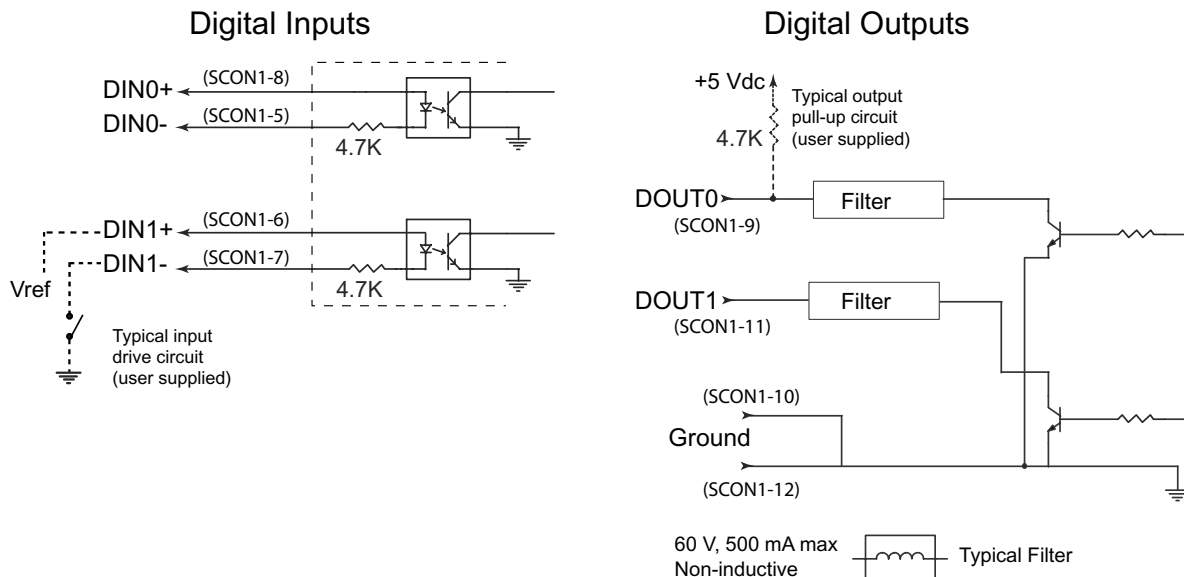 Digital Inputs
DIN0+
(SCON1-8)
DIN0-
(SCON1-5)
4.7K
DIN1+
(SCON1-6)
DIN1-
(SCON1-7)
4.7K
Vref
Typical input
drive circuit
(user supplied)
Digital Outputs
+5 Vdc
Typical output
pull-up circuit
(user supplied)
4.7K
DOUT0
(SCON1-9)
Filter
DOUT1
(SCON1-11)
Filter
(SCON1-10)
Ground
(SCON1-12)
60 V, 500 mA max
Non-inductive
Typical Filter